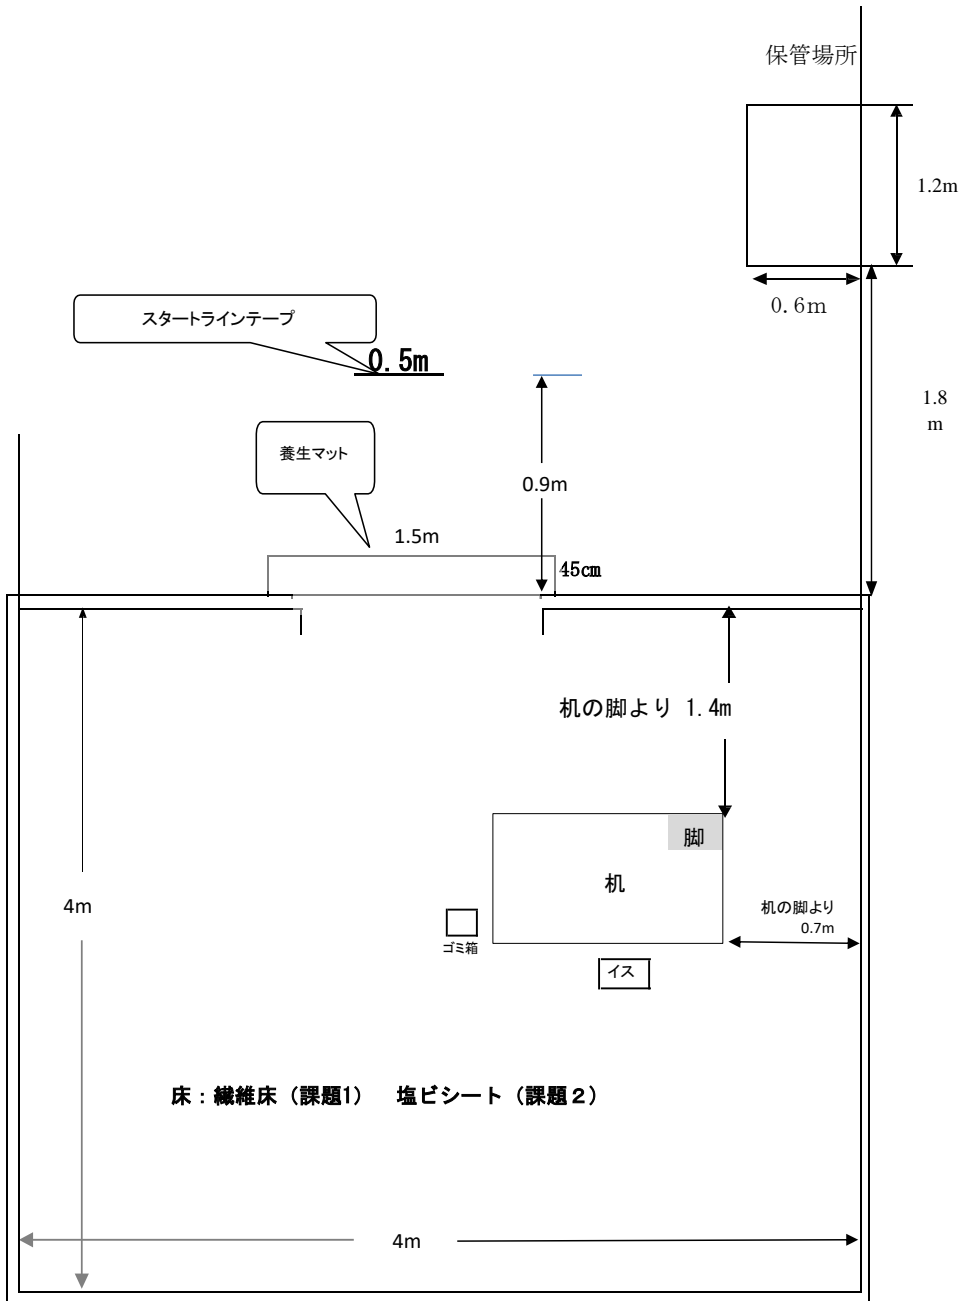 保管場所
1.2m
0.6m
スタートラインテープ
0.5m
1.8
m
養生マット
0.9m
1.5m
45cm
机の脚より 1.4m
脚
机
4m
机の脚より
0.7m
ゴミ箱
イス
床：繊維床（課題1） 塩ビシート（課題２）
4m